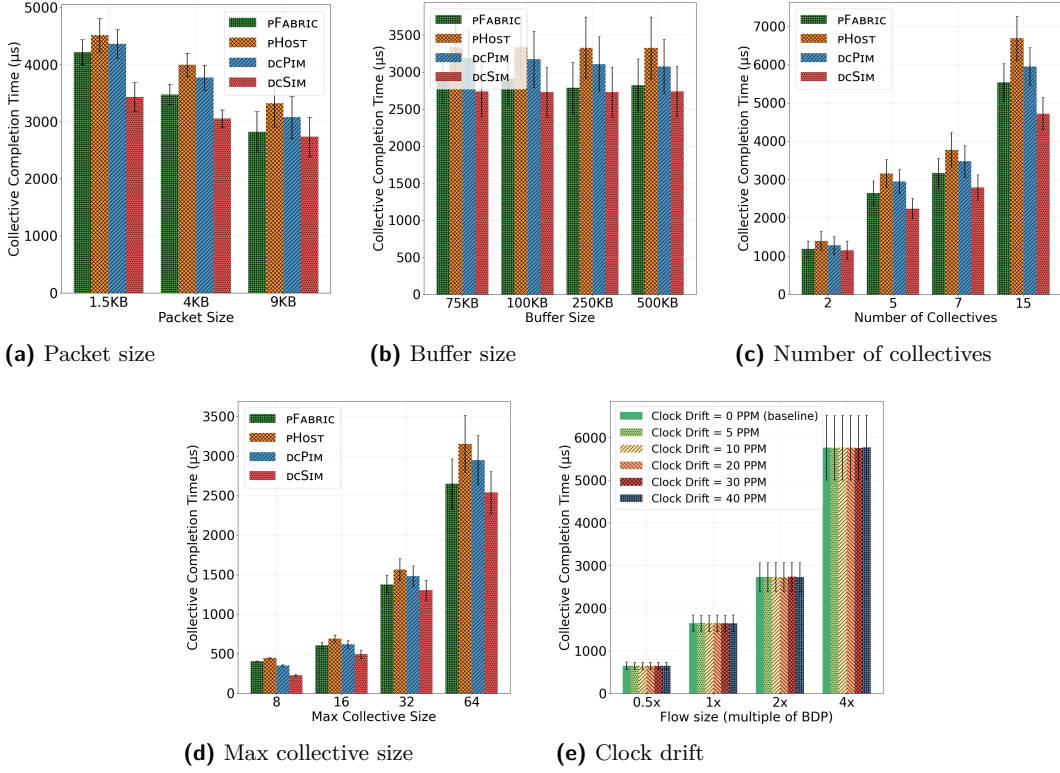 5000
4000
3000
2000
1000
0
Collective Completion Time (μs)
pFabric
pHost
dcPim
dcSim
1.5KB 4KB 9KB
Packet Size
(a) Packet size
3500
3000
2500
2000
1500
1000
500
0
Collective Completion Time (μs)
pFabric
pHost
dcPim
dcSim
75KB 100KB 250KB 500KB
Buffer Size
(b) Buffer size
7000
6000
5000
4000
3000
2000
1000
0
Collective Completion Time (μs)
pFabric
pHost
dcPim
dcSim
2 5 7 15
Number of Collectives
(c) Number of collectives
3500
3000
2500
2000
1500
1000
500
0
Collective Completion Time (μs)
pFabric
pHost
dcPim
dcSim
8 16 32 64
Max Collective Size
(d) Max collective size
6000
5000
4000
3000
2000
1000
0
Collective Completion Time (μs)
Clock Drift = 0 PPM (baseline)
Clock Drift = 5 PPM
Clock Drift = 10 PPM
Clock Drift = 20 PPM
Clock Drift = 30 PPM
Clock Drift = 40 PPM
0.5x 1x 2x 4x
Flow size (multiple of BDP)
(e) Clock drift